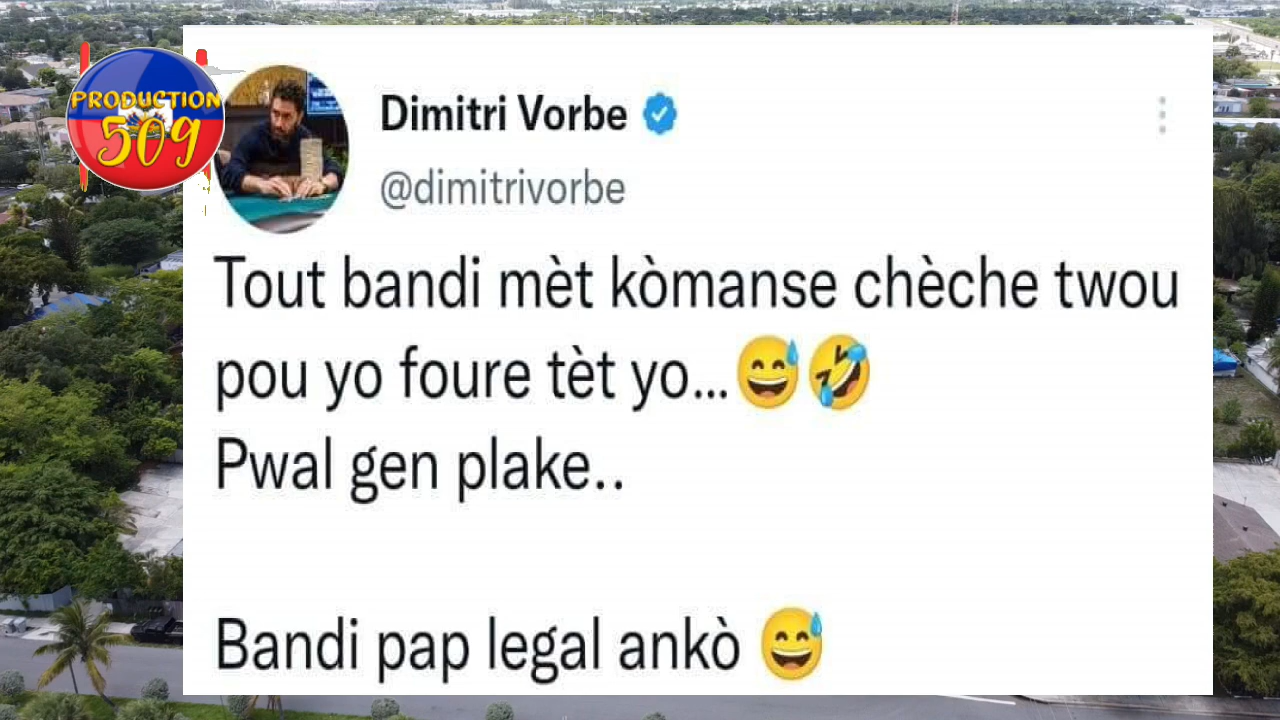 PRODUCTION
509
Dimitri Vorbe
@dimitrivorbe
Tout bandi mèt kòmanse chèche twou
pou yo foure tèt yo...😅🤣
Pwal gen plake..
Bandi pap legal ankò 😅